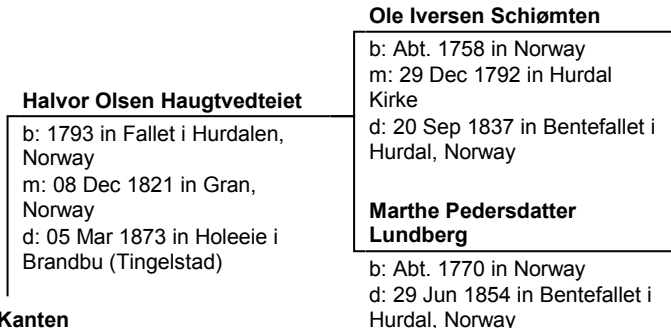 Ole Iversen Schiømten
b: Abt. 1758 in Norway
m: 29 Dec 1792 in Hurdal
Kirke
d: 20 Sep 1837 in Bentefallet i
Hurdal, Norway
Halvor Olsen Haugtvedteiet
b: 1793 in Fallet i Hurdalen,
Norway
m: 08 Dec 1821 in Gran,
Norway
d: 05 Mar 1873 in Holeeie i
Brandbu (Tingelstad)
Marthe Pedersdatter
Lundberg
b: Abt. 1770 in Norway
d: 29 Jun 1854 in Bentefallet i
Hurdal, Norway
Kanten